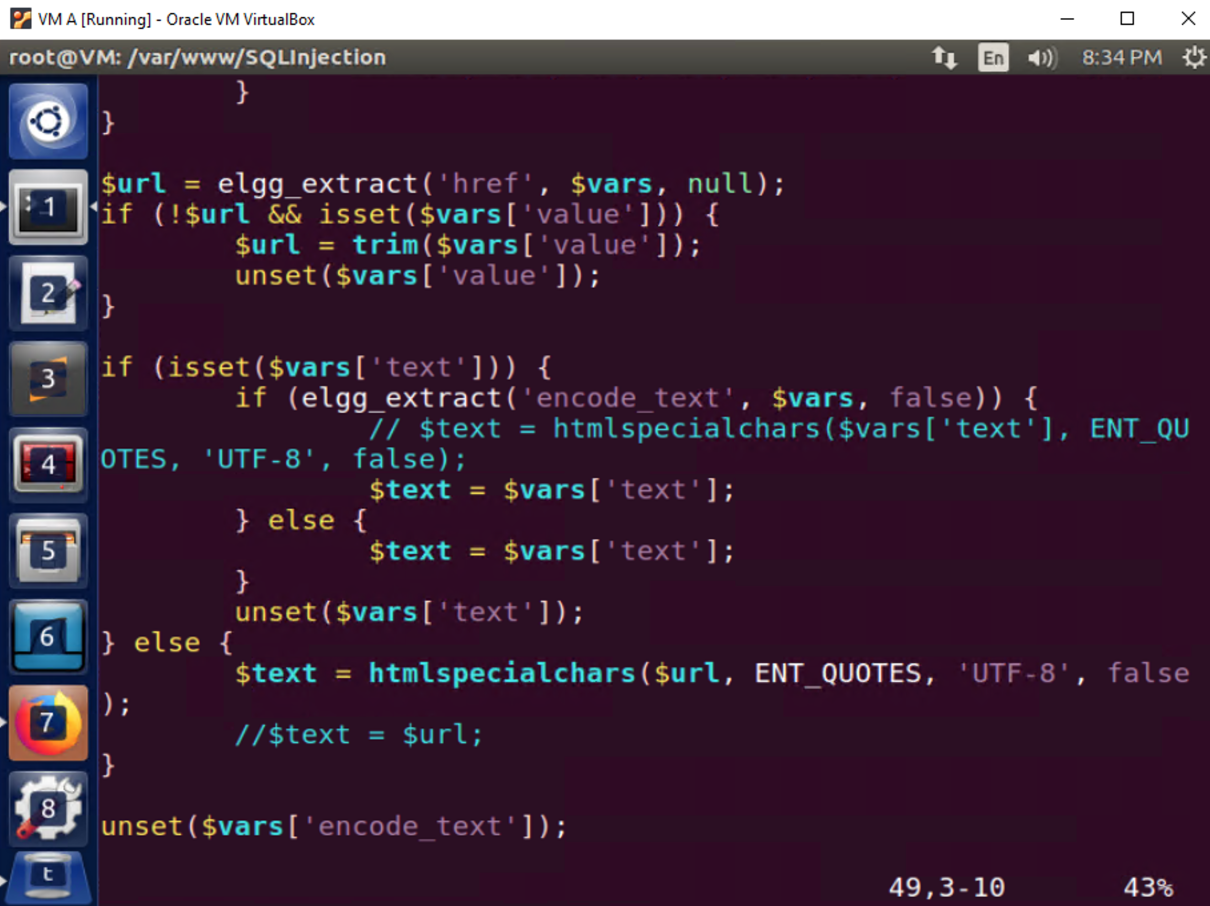 VM A [Running] - Oracle VM VirtualBox
root@VM: /var/www/SQLInjection
En
8:34 PM
        }
}
$url = elgg_extract('href', $vars, null);
if (!$url && isset($vars['value'])) {
        $url = trim($vars['value']);
        unset($vars['value']);
}
if (isset($vars['text'])) {
        if (elgg_extract('encode_text', $vars, false)) {
                // $text = htmlspecialchars($vars['text'], ENT_QU
OTES, 'UTF-8', false);
                $text = $vars['text'];
        } else {
                $text = $vars['text'];
        }
        unset($vars['text']);
} else {
        $text = htmlspecialchars($url, ENT_QUOTES, 'UTF-8', false
);
        //$text = $url;
}
unset($vars['encode_text']);
49,3-10
43%
1
2
3
4
5
6
7
8
t